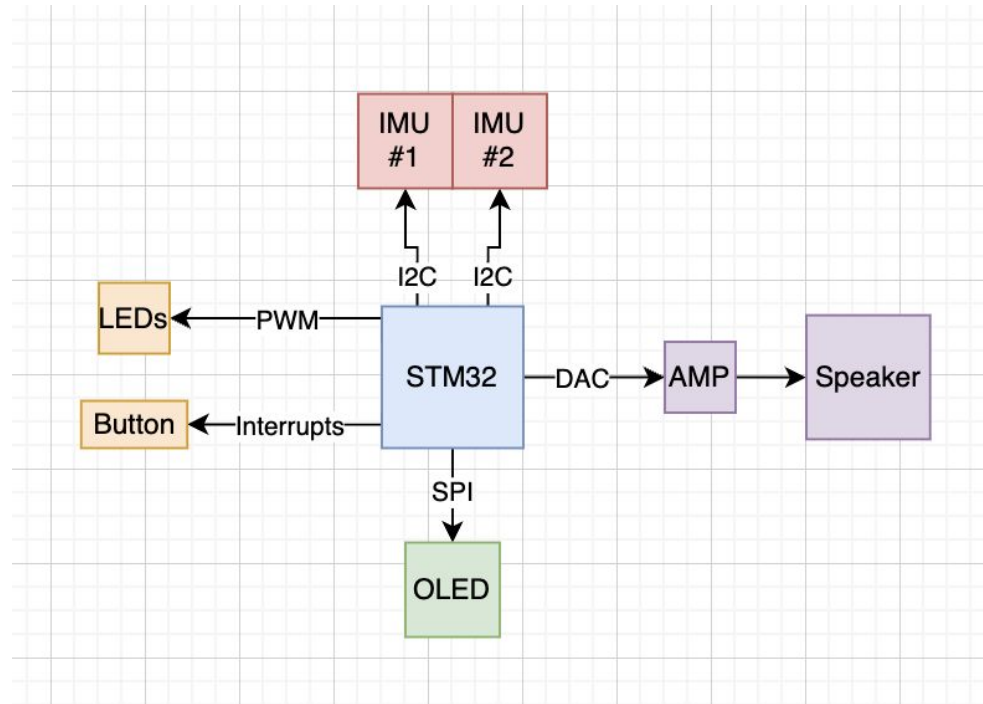 IMU
#1
IMU
#2
I2C
I2C
LEDs
PWM
STM32
DAC
AMP
Speaker
Button
Interrupts
SPI
OLED